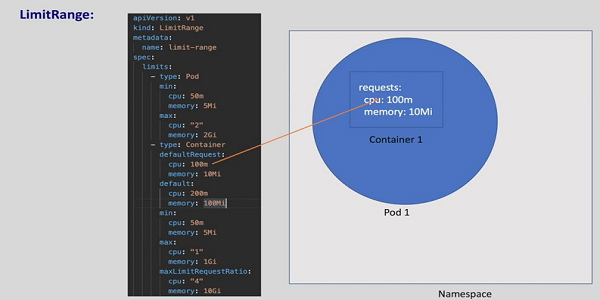 LimitRange:
apiVersion: v1
kind: LimitRange
metadata:
name: limit-range
spec:
limits:
- type: Pod
min:
cpu: 50m
memory: 5Mi
max:
cpu: "2"
memory: 2Gi
- type: Container
defaultRequest:
cpu: 100m
memory: 10Mi
default:
cpu: 200m
memory: 100Mi
min:
cpu: 50m
memory: 5Mi
max:
cpu: "1"
memory: 1Gi
maxLimitRequestRatio:
cpu: "4"
memory: 10Gi
requests:
cpu: 100m
memory: 10Mi
Container 1
Pod 1
Namespace